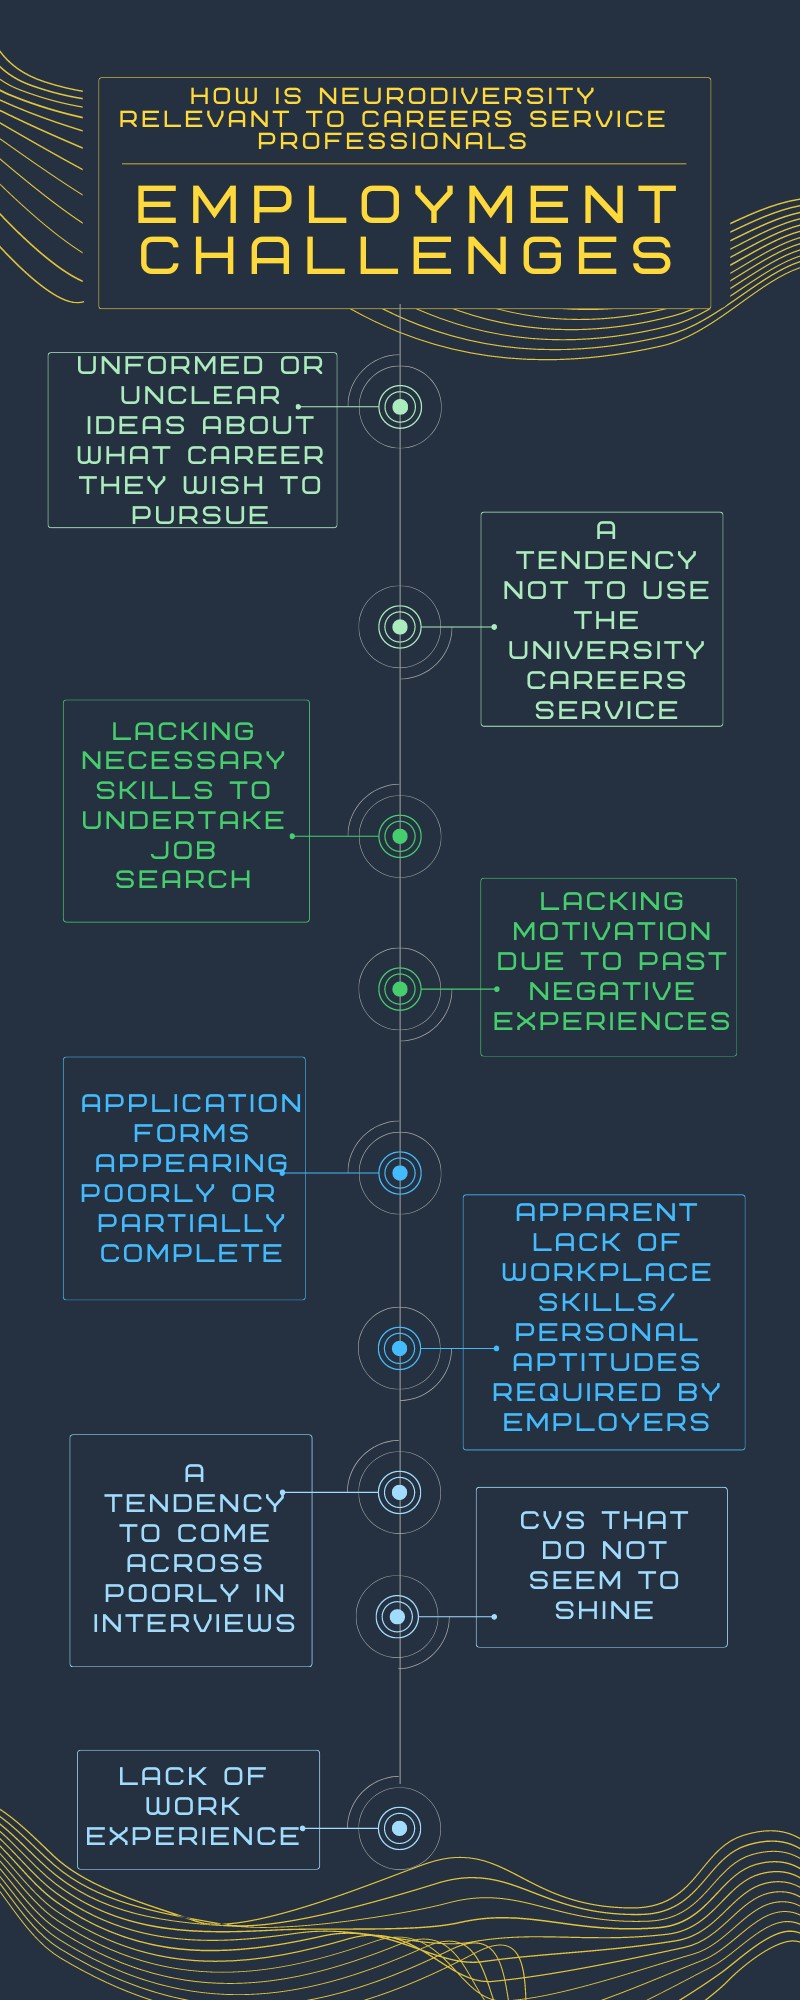 HOW IS NEURODIVERSITY
RELEVANT TO CAREERS SERVICE
PROFESSIONALS
EMPLOYMENT
CHALLENGES
UNFORMED OR
UNCLEAR
IDEAS ABOUT
WHAT CAREER
THEY WISH TO
PURSUE
A
TENDENCY
NOT TO USE
THE
UNIVERSITY
CAREERS
SERVICE
LACKING
NECESSARY
SKILLS TO
UNDERTAKE
JOB
SEARCH
LACKING
MOTIVATION
DUE TO PAST
NEGATIVE
EXPERIENCES
APPLICATION
FORMS
APPEARING
POORLY OR
PARTIALLY
COMPLETE
APPARENT
LACK OF
WORKPLACE
SKILLS/
PERSONAL
APTITUDES
REQUIRED BY
EMPLOYERS
A
TENDENCY
TO COME
ACROSS
POORLY IN
INTERVIEWS
CVS THAT
DO NOT
SEEM TO
SHINE
LACK OF
WORK
EXPERIENCE